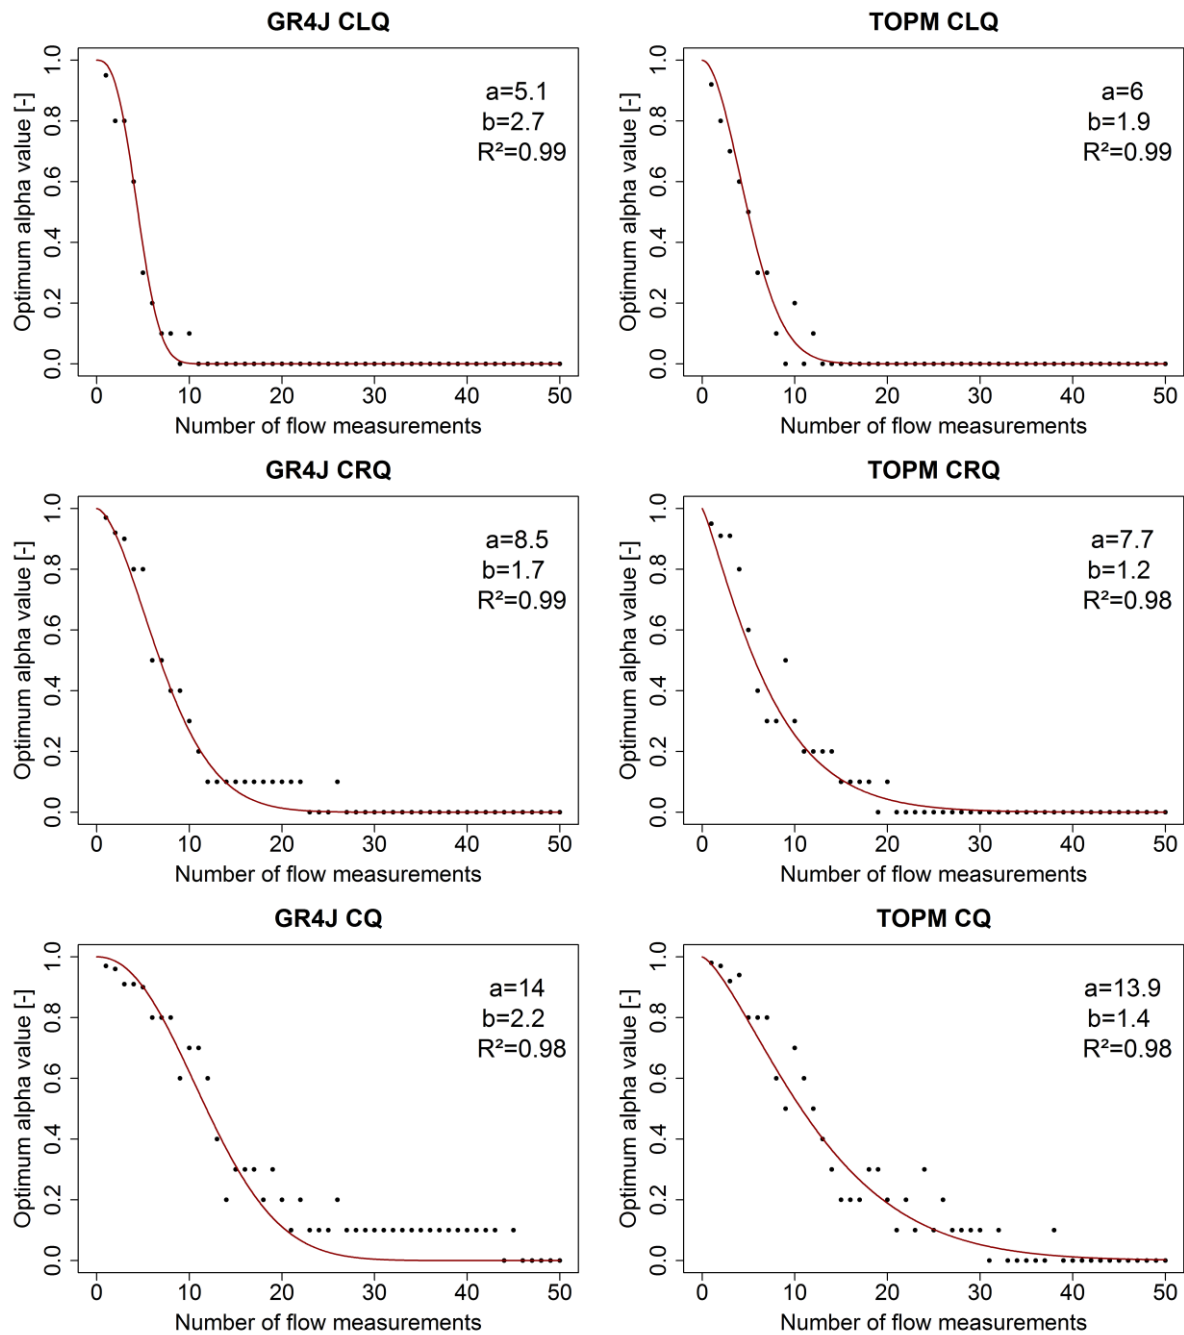 GR4J CLQ
Optimum alpha value [-]
0.0 0.2 0.4 0.6 0.8 1.0
a=5.1
b=2.7
R²=0.99
0 10 20 30 40 50
Number of flow measurements
TOPM CLQ
Optimum alpha value [-]
0.0 0.2 0.4 0.6 0.8 1.0
a=6
b=1.9
R²=0.99
0 10 20 30 40 50
Number of flow measurements
GR4J CRQ
Optimum alpha value [-]
0.0 0.2 0.4 0.6 0.8 1.0
a=8.5
b=1.7
R²=0.99
0 10 20 30 40 50
Number of flow measurements
TOPM CRQ
Optimum alpha value [-]
0.0 0.2 0.4 0.6 0.8 1.0
a=7.7
b=1.2
R²=0.98
0 10 20 30 40 50
Number of flow measurements
GR4J CQ
Optimum alpha value [-]
0.0 0.2 0.4 0.6 0.8 1.0
a=14
b=2.2
R²=0.98
0 10 20 30 40 50
Number of flow measurements
TOPM CQ
Optimum alpha value [-]
0.0 0.2 0.4 0.6 0.8 1.0
a=13.9
b=1.4
R²=0.98
0 10 20 30 40 50
Number of flow measurements